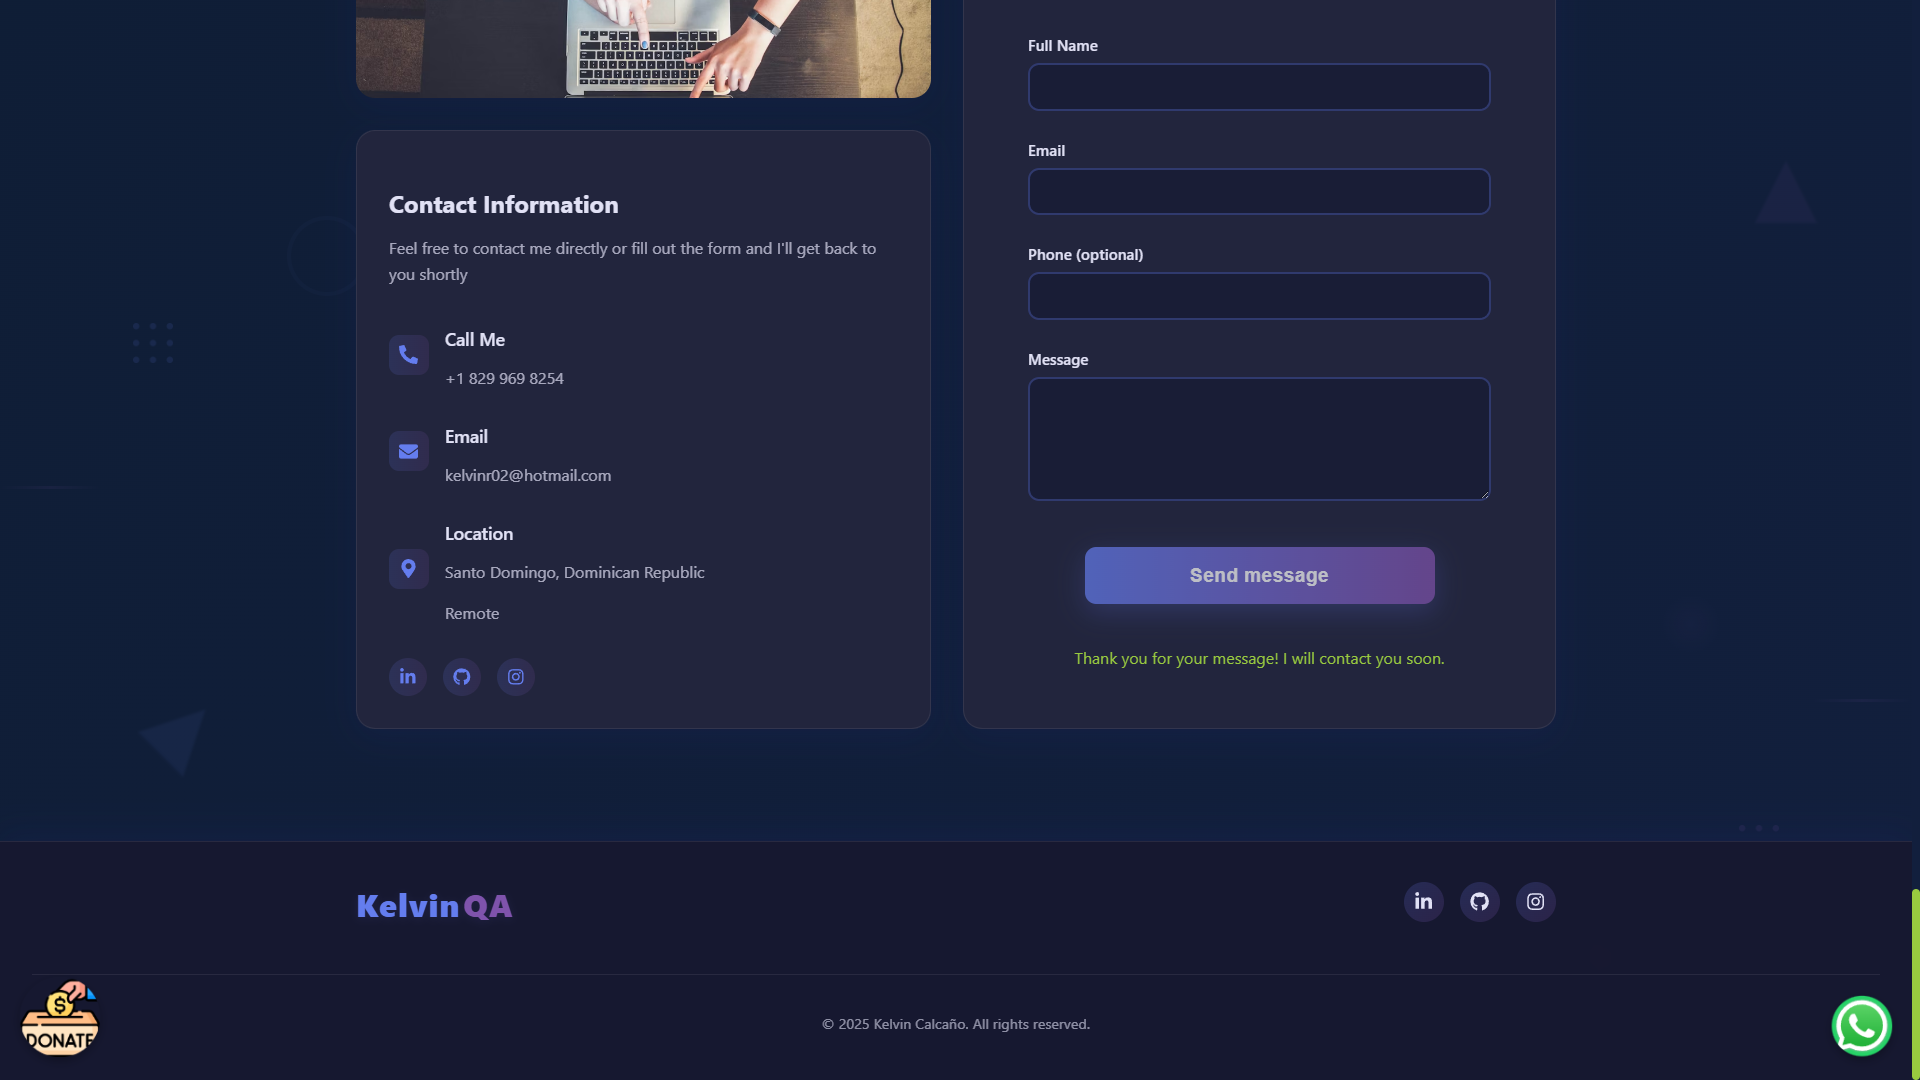 Contact Information
Feel free to contact me directly or fill out the form and I'll get back to
you shortly
Call Me
+1 829 969 8254
Email
kelvinr02@hotmail.com
Location
Santo Domingo, Dominican Republic
Remote
Full Name
Email
Phone (optional)
Message
Send message
Thank you for your message! I will contact you soon.
KelvinQA
DONATE
© 2025 Kelvin Calcaño. All rights reserved.